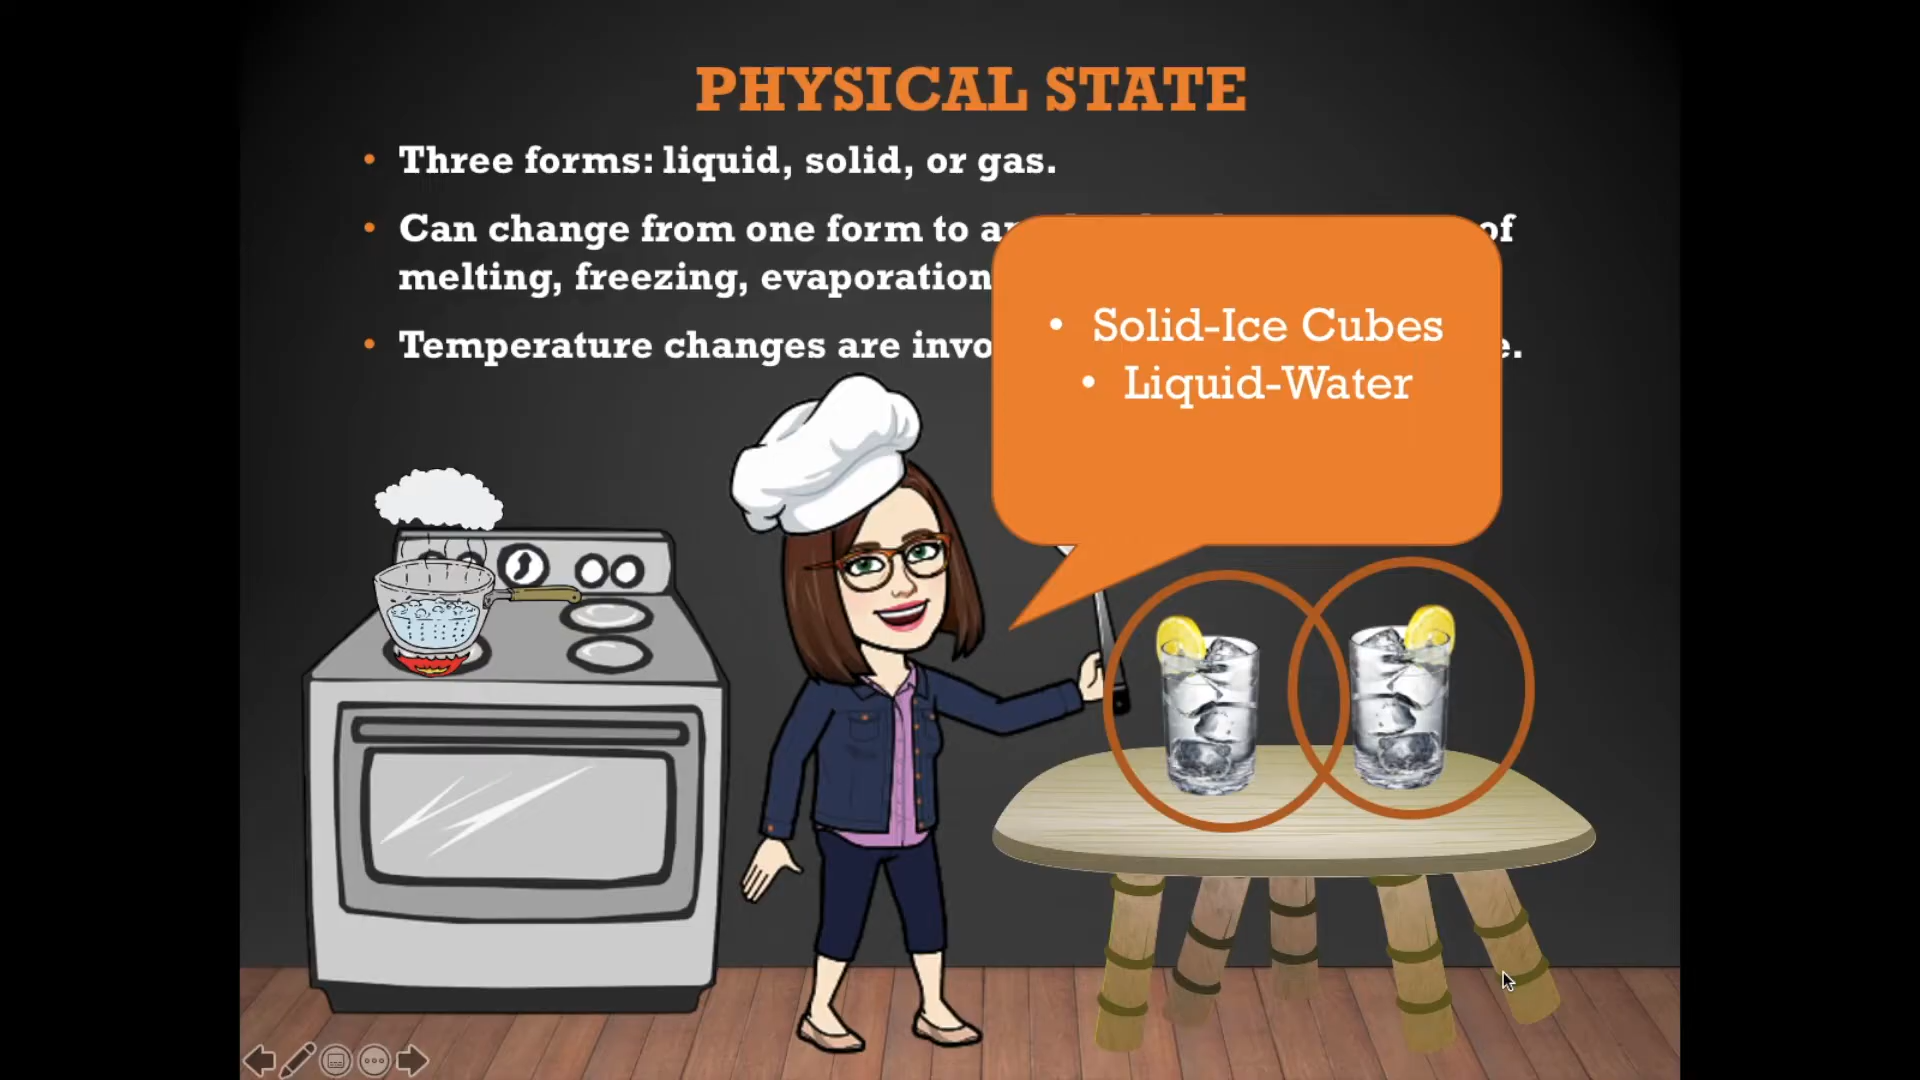 PHYSICAL STATE
• Three forms: liquid, solid, or gas.
• Can change from one form to of
melting, freezing, evaporation
• Temperature changes are
• Solid-Ice Cubes
• Liquid-Water